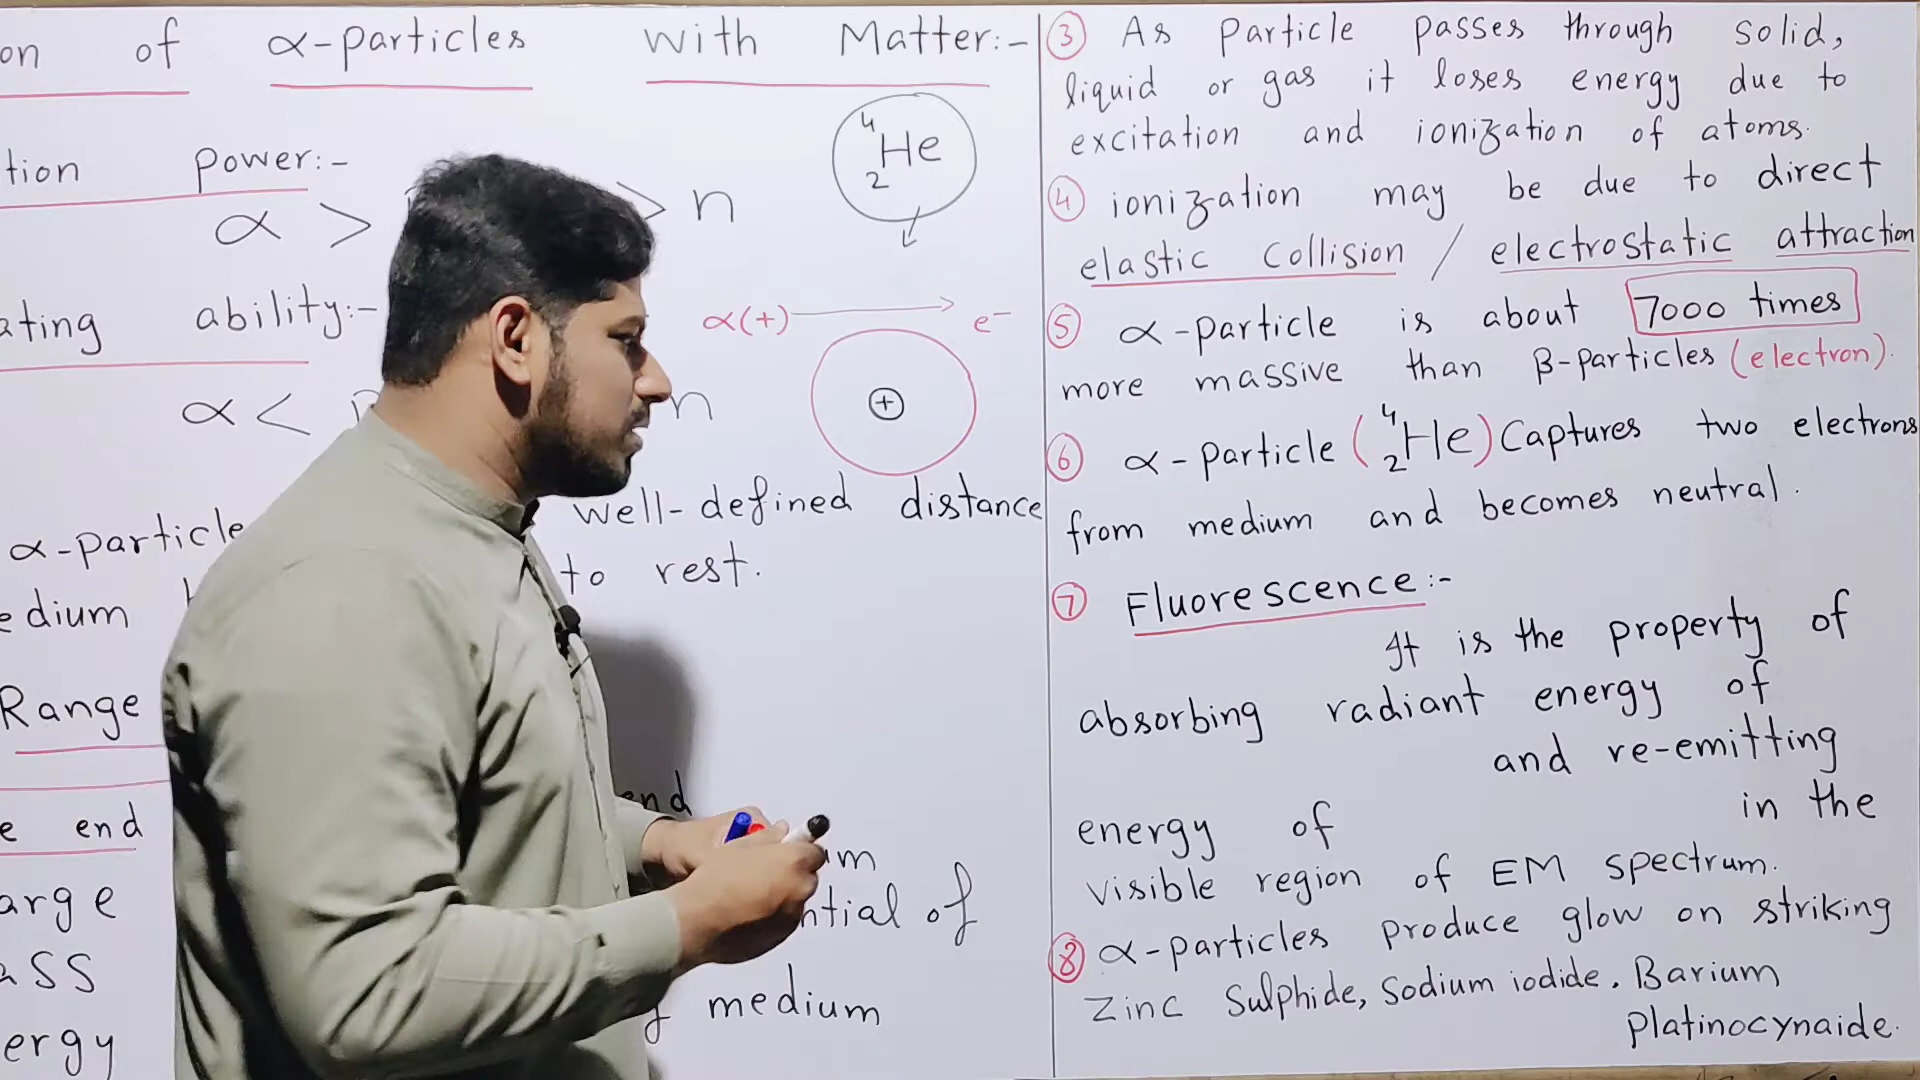 on of α-particles with Matter:-
⁴₂He
tion power:-
α > > n
ating ability:-
α(+) e⁻
+
α < n
α-particle well-defined distance
edium to rest.
Range
e end end
arge ntial of
ass
ergy medium
③ As particle passes through solid,
liquid or gas it loses energy due to
excitation and ionization of atoms.
④ ionization may be due to direct
elastic collision / electrostatic attraction
⑤ α-particle is about 7000 times
more massive than β-particles (electron).
⑥ α-particle (⁴₂He) Captures two electrons
from medium and becomes neutral.
⑦ Fluorescence:-
It is the property of
absorbing radiant energy of
and re-emitting
energy of in the
visible region of EM spectrum.
⑧ α-particles produce glow on striking
Zinc Sulphide, Sodium iodide, Barium
Platinocynaide.